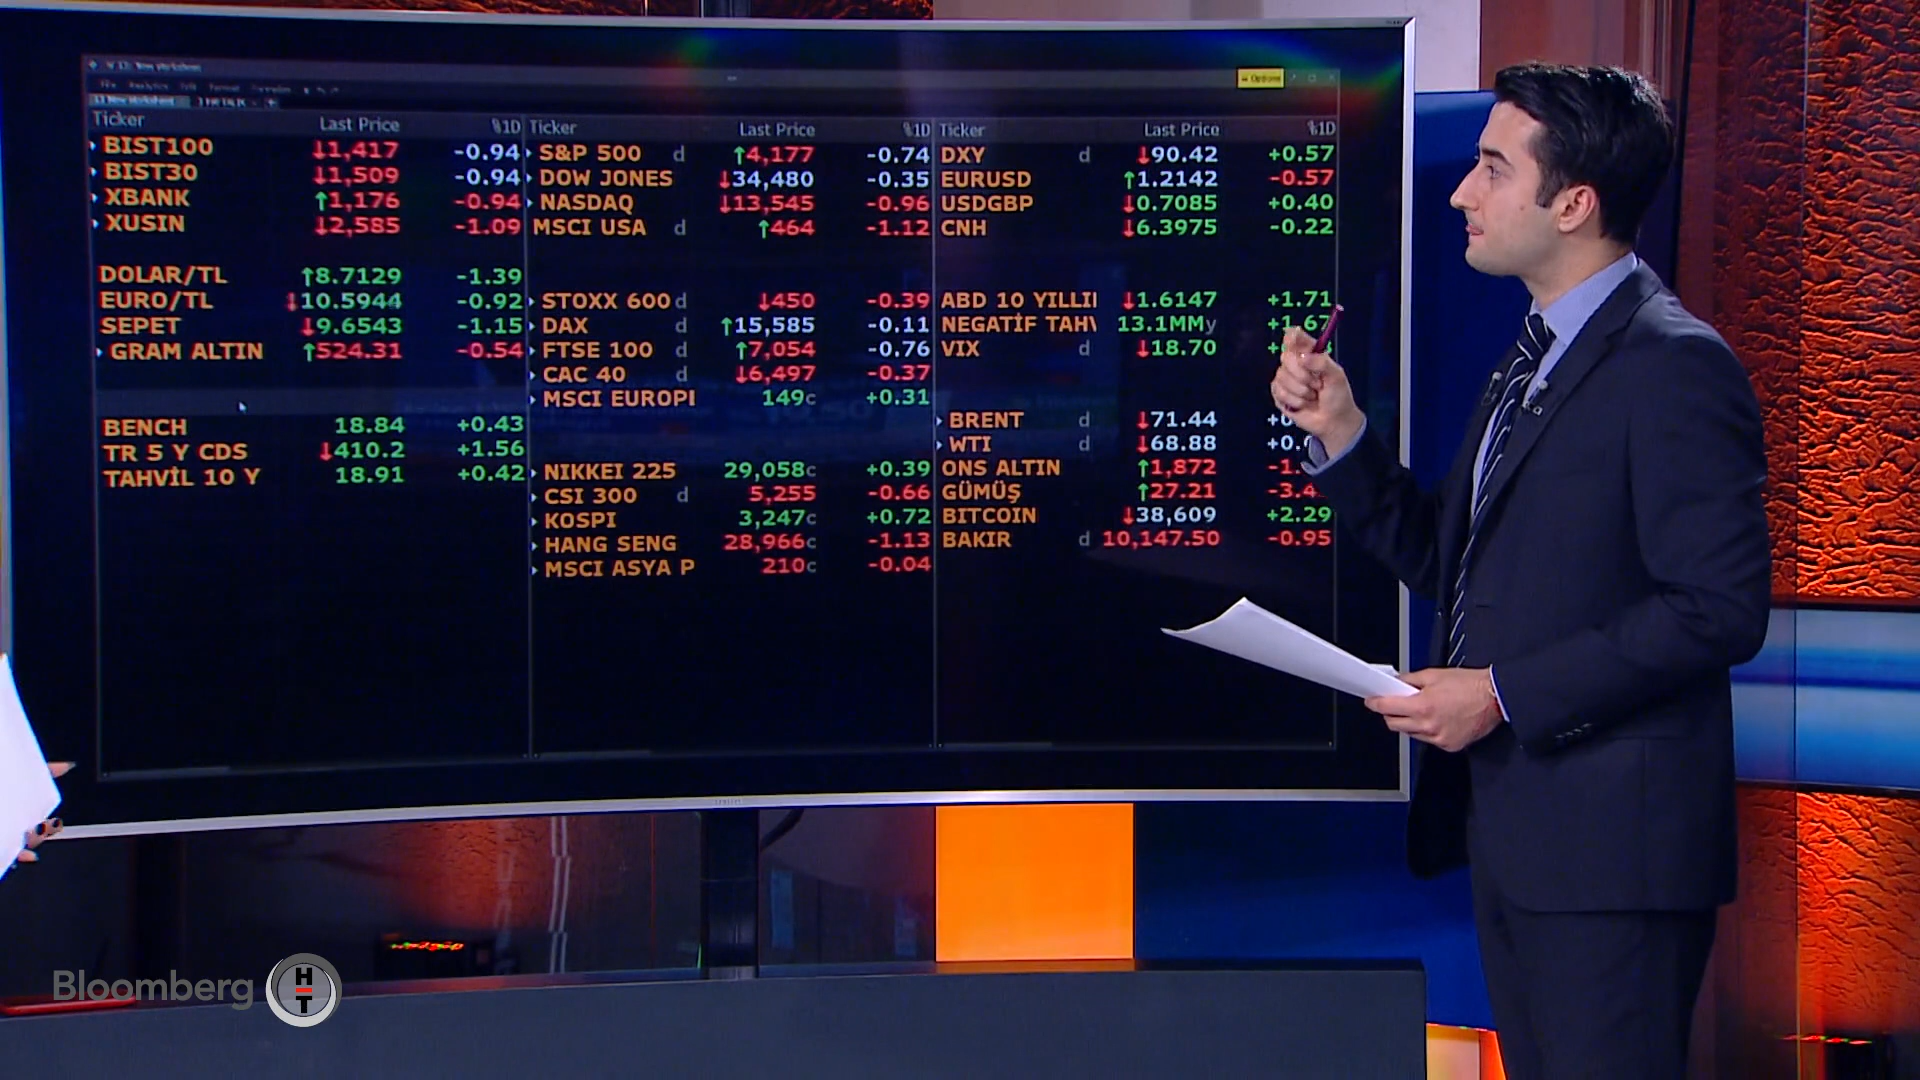 Options
Ticker Last Price %1D
BIST100 ↓1,417 -0.94
BIST30 ↓1,509 -0.94
XBANK ↑1,176 -0.94
XUSIN ↓2,585 -1.09
DOLAR/TL ↑8.7129 -1.39
EURO/TL ↓10.5944 -0.92
SEPET ↓9.6543 -1.15
GRAM ALTIN ↑524.31 -0.54
BENCH 18.84 +0.43
TR 5 Y CDS ↓410.2 +1.56
TAHVİL 10 Y 18.91 +0.42
Ticker Last Price %1D
S&P 500 d ↑4,177 -0.74
DOW JONES ↓34,480 -0.35
NASDAQ ↓13,545 -0.96
MSCI USA d ↑464 -1.12
STOXX 600 d ↓450 -0.39
DAX d ↑15,585 -0.11
FTSE 100 d ↑7,054 -0.76
CAC 40 d ↓6,497 -0.37
MSCI EUROPE 149c +0.31
NIKKEI 225 29,058c +0.39
CSI 300 d 5,255 -0.66
KOSPI 3,247c +0.72
HANG SENG 28,966c -1.13
MSCI ASYA P 210c -0.04
Ticker Last Price %1D
DXY d ↓90.42 +0.57
EURUSD ↑1.2142 -0.57
USDGBP ↓0.7085 +0.40
CNH ↓6.3975 -0.22
ABD 10 YILLI ↓1.6147 +1.71
NEGATİF TAHV 13.1MMy +1.67
VIX d ↓18.70
BRENT d ↓71.44
WTI d ↓68.88
ONS ALTIN ↑1,872
GÜMÜŞ ↑27.21
BITCOIN ↓38,609 +2.29
BAKIR d 10,147.50 -0.95
Bloomberg HT